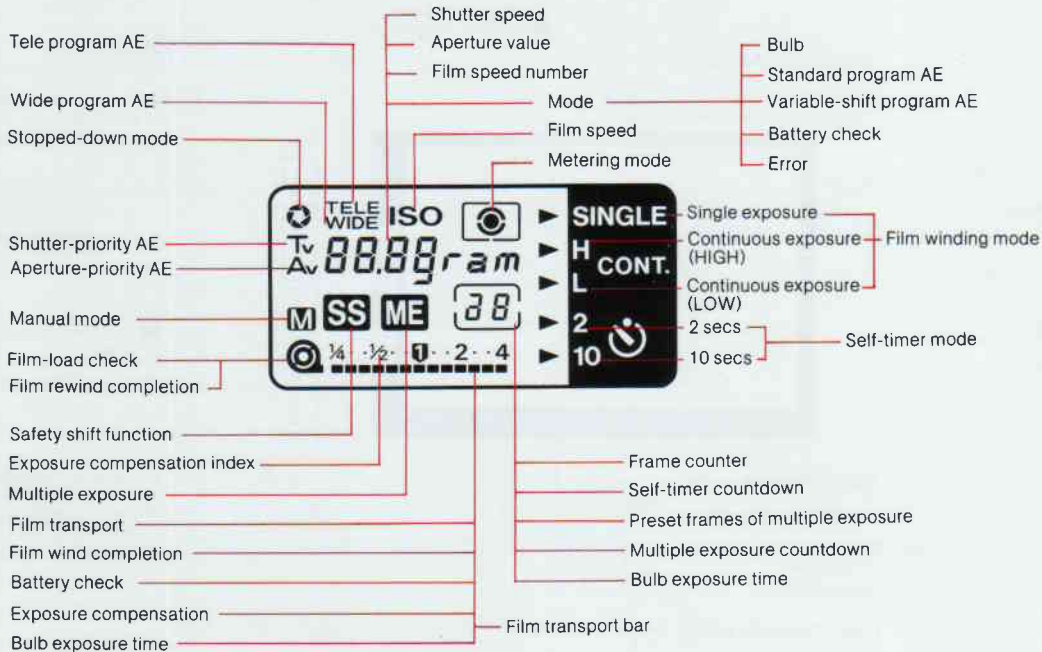 Shutter speed
Tele program AE
Aperture value
Bulb
Film speed number
Standard program AE
Wide program AE
Mode
Variable-shift program AE
Stopped-down mode
Film speed
Battery check
Metering mode
Error
TELE
WIDE
ISO
SINGLE
Single exposure
Shutter-priority AE
Tv
H
Continuous exposure
(HIGH)
Film winding mode
Aperture-priority AE
Av
88.88ram
CONT.
L
Continuous exposure
(LOW)
Manual mode
M
SS
ME
38
2
2 secs
Self-timer mode
Film-load check
¼··½··1··2··4
10
10 secs
Film rewind completion
Safety shift function
Exposure compensation index
Frame counter
Multiple exposure
Self-timer countdown
Film transport
Preset frames of multiple exposure
Film wind completion
Multiple exposure countdown
Battery check
Bulb exposure time
Exposure compensation
Film transport bar
Bulb exposure time